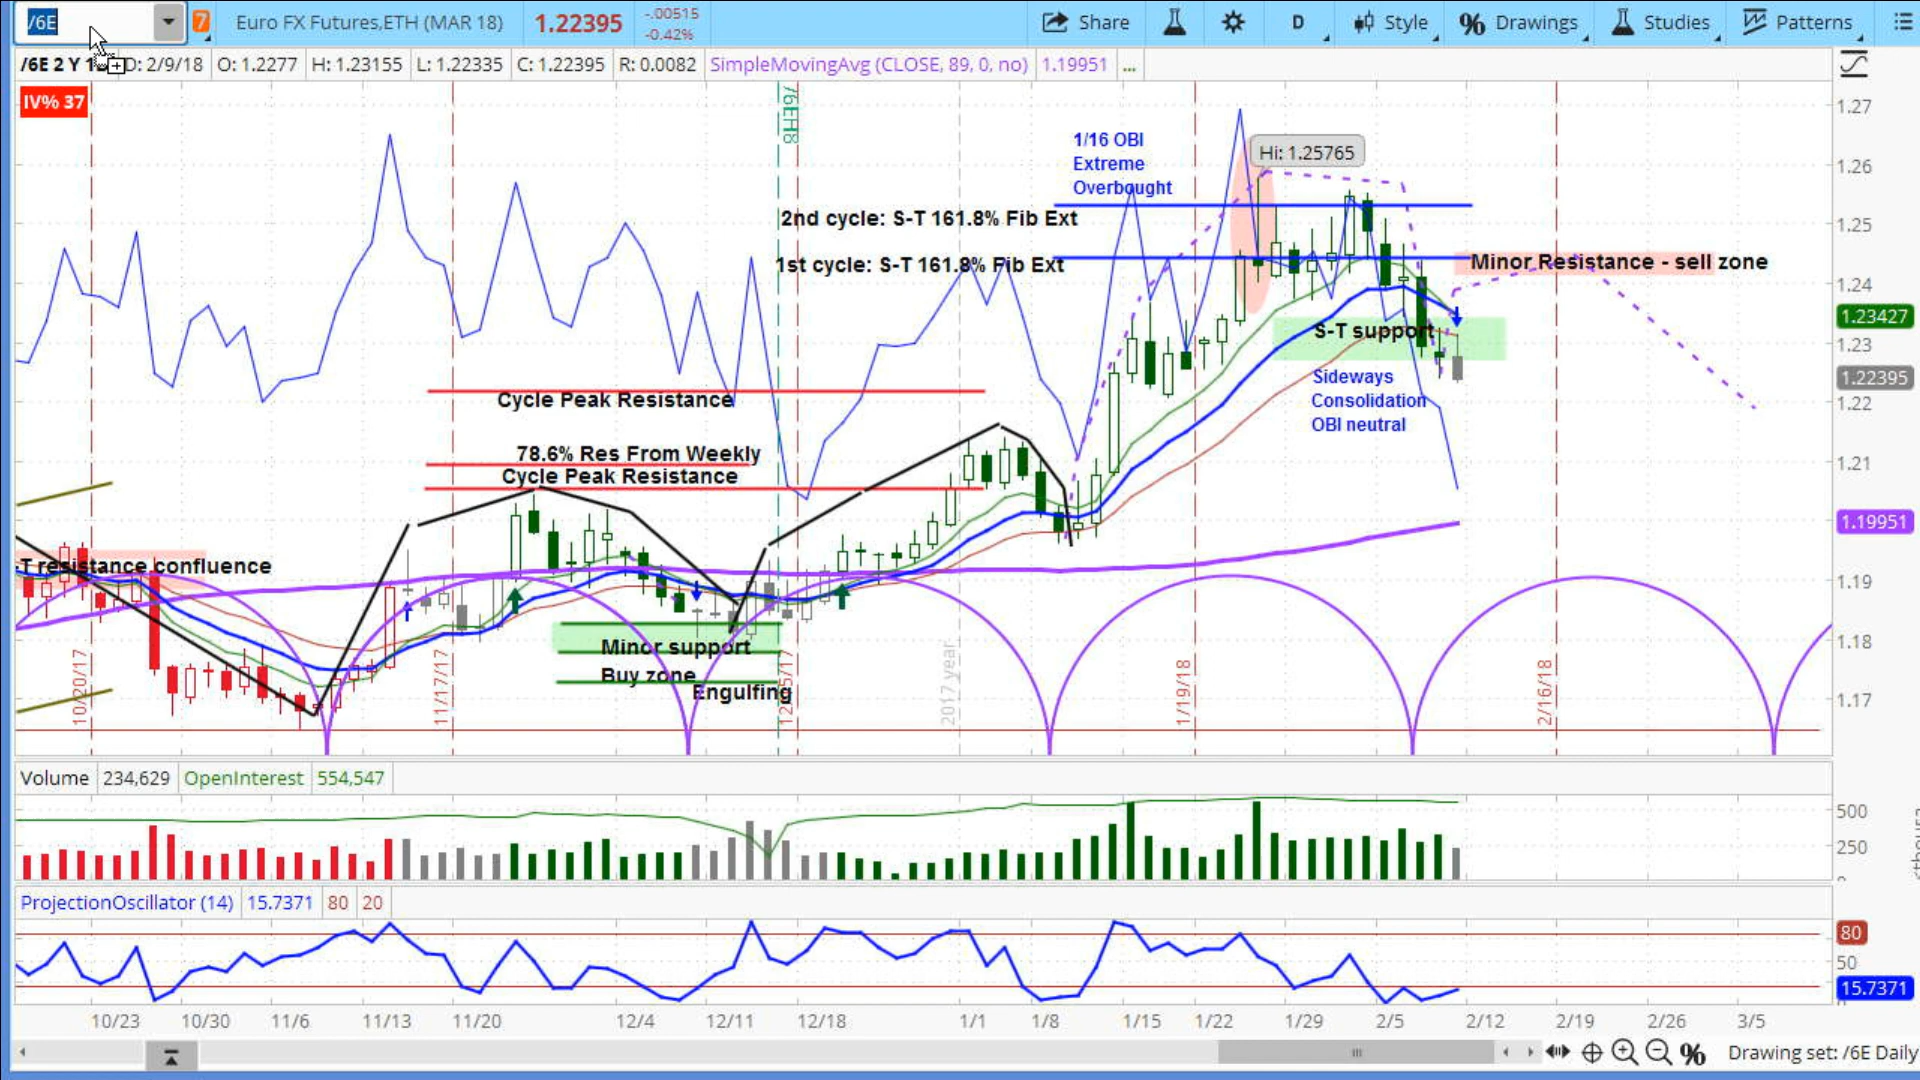 /6E
7
Euro FX Futures,ETH (MAR 18)
1.22395
-.00515
-0.42%
Share
D
Style
% Drawings
Studies
Patterns
/6E 2 Y 1
D: 2/9/18
O: 1.2277
H: 1.23155
L: 1.22335
C: 1.22395
R: 0.0082
SimpleMovingAvg (CLOSE, 89, 0, no)
1.19951
...
IV% 37
/6EH8
1/16 OBI
Extreme
Overbought
Hi: 1.25765
2nd cycle: S-T 161.8% Fib Ext
1st cycle: S-T 161.8% Fib Ext
Minor Resistance - sell zone
S-T support
Sideways
Consolidation
OBI neutral
Cycle Peak Resistance
78.6% Res From Weekly
Cycle Peak Resistance
T resistance confluence
Minor support
Buy zone
Engulfing
10/20/17
11/17/17
2017 year
1/19/18
2/16/18
1.27
1.26
1.25
1.24
1.23427
1.23
1.22395
1.22
1.21
1.19951
1.19
1.18
1.17
Volume
234,629
OpenInterest
554,547
500
250
ProjectionOscillator (14)
15.7371
80
20
80
50
15.7371
10/23
10/30
11/6
11/13
11/20
12/4
12/11
12/18
1/1
1/8
1/15
1/22
1/29
2/5
2/12
2/19
2/26
3/5
%
Drawing set: /6E Daily